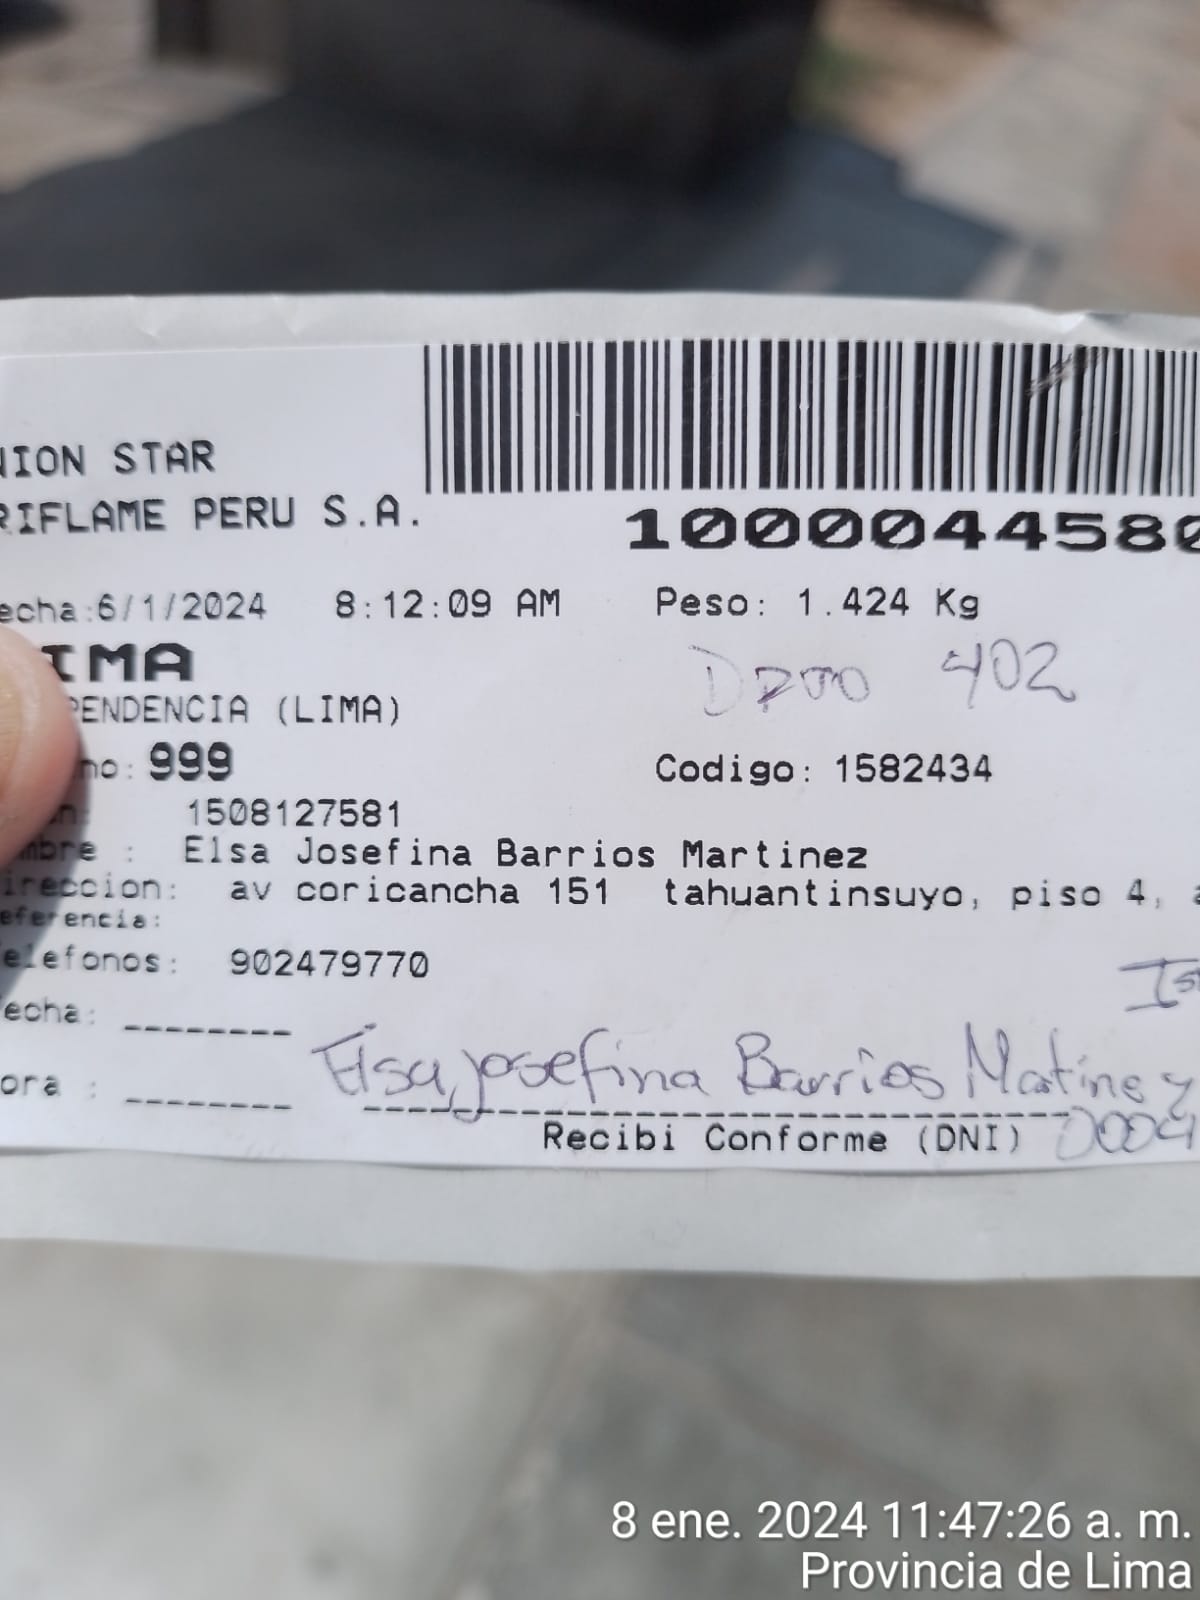 NION STAR
RIFLAME PERU S.A.
1000044580
echa:6/1/2024 8:12:09 AM Peso: 1.424 Kg
IMA
Dpto 402
PENDENCIA (LIMA)
no: 999 Codigo: 1582434
n: 1508127581
mbre : Elsa Josefina Barrios Martinez
ireccion: av coricancha 151 tahuantinsuyo, piso 4, a
eferencia:
elefonos: 902479770
echa: --------
Elsa Josefina Barrios Matinez
ora : --------
Recibi Conforme (DNI) 0004
8 ene. 2024 11:47:26 a. m.
Provincia de Lima